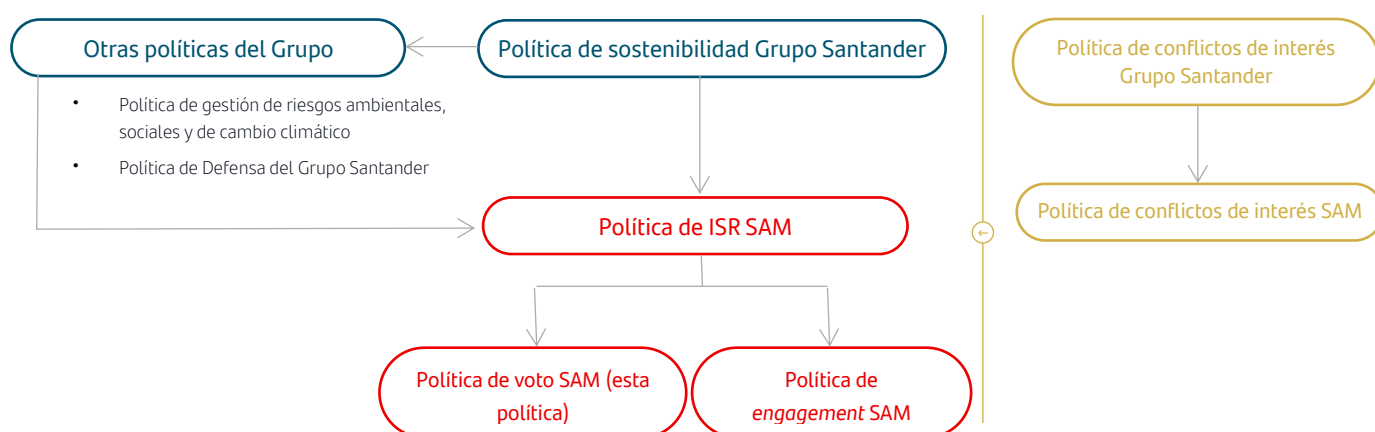 Otras políticas del Grupo
Política de sostenibilidad Grupo Santander
Política de conflictos de interés
Grupo Santander
• Política de gestión de riesgos ambientales,
sociales y de cambio climático
• Política de Defensa del Grupo Santander
Política de ISR SAM
Política de conflictos de interés SAM
Política de voto SAM (esta
política)
Política de
engagement SAM